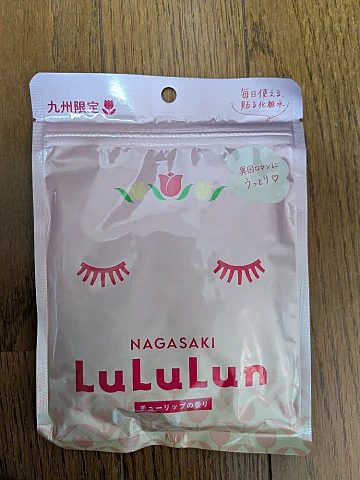 九州限定
毎日使える、
貼る化粧水
異国ロマンに
うっとり♡
NAGASAKI
LuLuLun
チューリップの香り